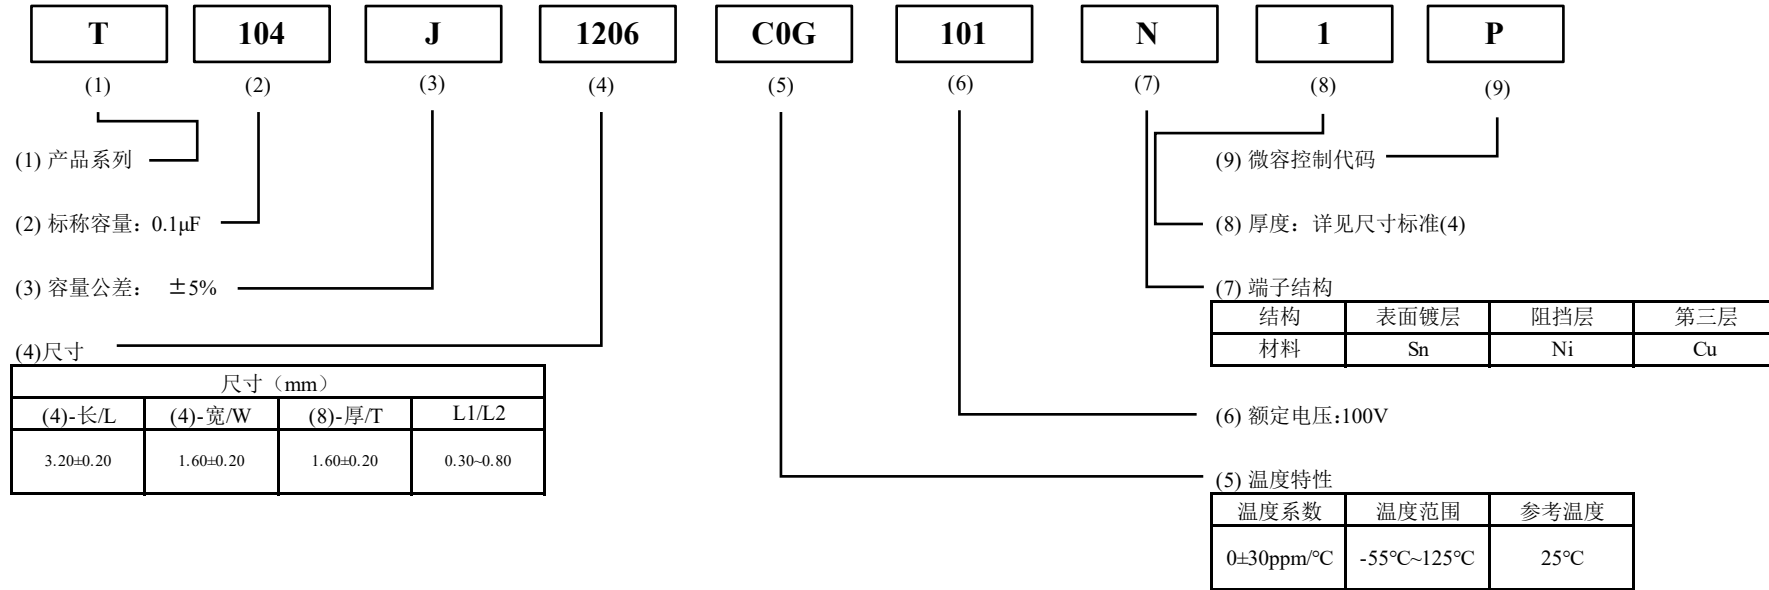 T 104 J 1206 C0G 101 N 1 P
(1) (2) (3) (4) (5) (6) (7) (8) (9)
(1) 产品系列
(2) 标称容量：0.1μF
(3) 容量公差： ±5%
(4)尺寸
尺寸（mm）
(4)-长/L (4)-宽/W (8)-厚/T L1/L2
3.20±0.20 1.60±0.20 1.60±0.20 0.30~0.80
(9) 微容控制代码
(8) 厚度：详见尺寸标准(4)
(7) 端子结构
结构 表面镀层 阻挡层 第三层
材料 Sn Ni Cu
(6) 额定电压:100V
(5) 温度特性
温度系数 温度范围 参考温度
0±30ppm/℃ -55℃~125℃ 25℃